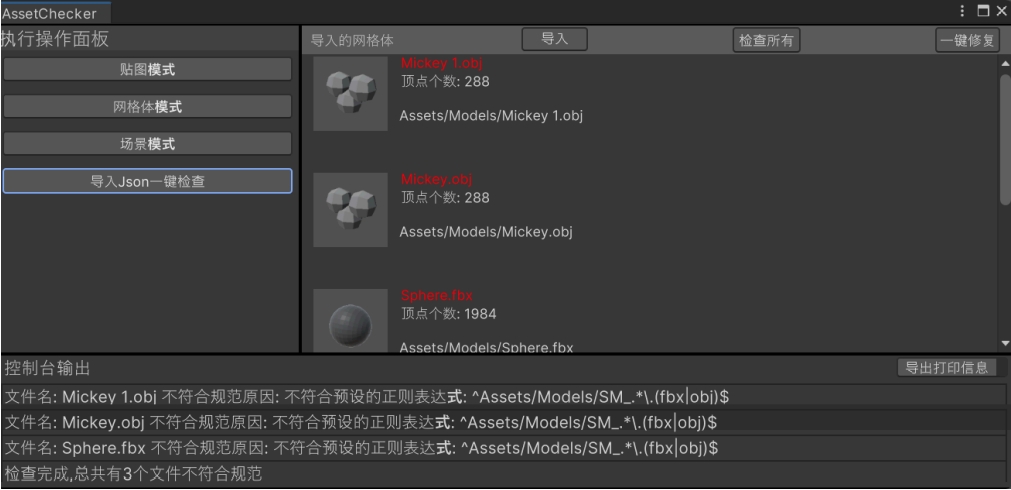 AssetChecker
执行操作面板
贴图模式
网格体模式
场景模式
导入Json一键检查
导入的网格体 导入 检查所有 一键修复
Mickey 1.obj
顶点个数: 288
Assets/Models/Mickey 1.obj
Mickey.obj
顶点个数: 288
Assets/Models/Mickey.obj
Sphere.fbx
顶点个数: 1984
Assets/Models/Sphere.fbx
控制台输出 导出打印信息
文件名: Mickey 1.obj 不符合规范原因: 不符合预设的正则表达式: ^Assets/Models/SM_.*\.(fbx|obj)$
文件名: Mickey.obj 不符合规范原因: 不符合预设的正则表达式: ^Assets/Models/SM_.*\.(fbx|obj)$
文件名: Sphere.fbx 不符合规范原因: 不符合预设的正则表达式: ^Assets/Models/SM_.*\.(fbx|obj)$
检查完成,总共有3个文件不符合规范